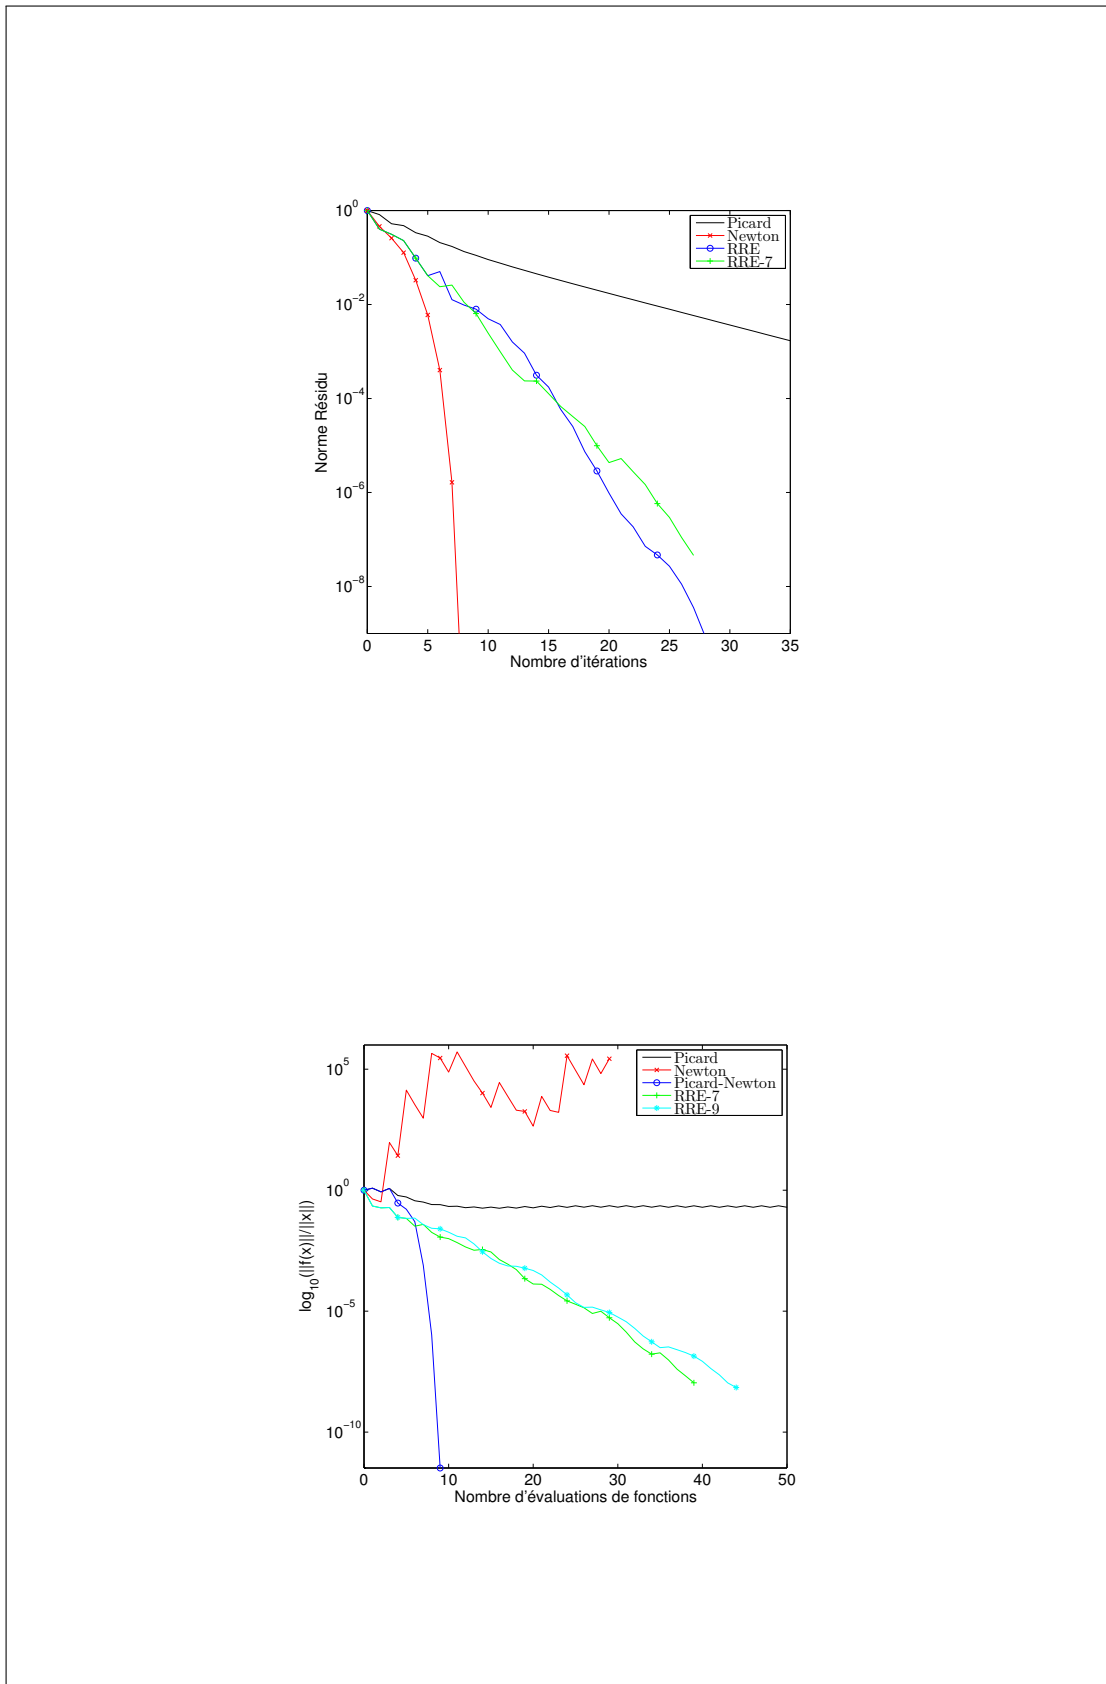 10^0
10^-2
10^-4
10^-6
10^-8
Norme Résidu
0 5 10 15 20 25 30 35
Nombre d'itérations
Picard
Newton
RRE
RRE-7
10^5
10^0
10^-5
10^-10
log_10(||f(x)||/||x||)
0 10 20 30 40 50
Nombre d'évaluations de fonctions
Picard
Newton
Picard-Newton
RRE-7
RRE-9